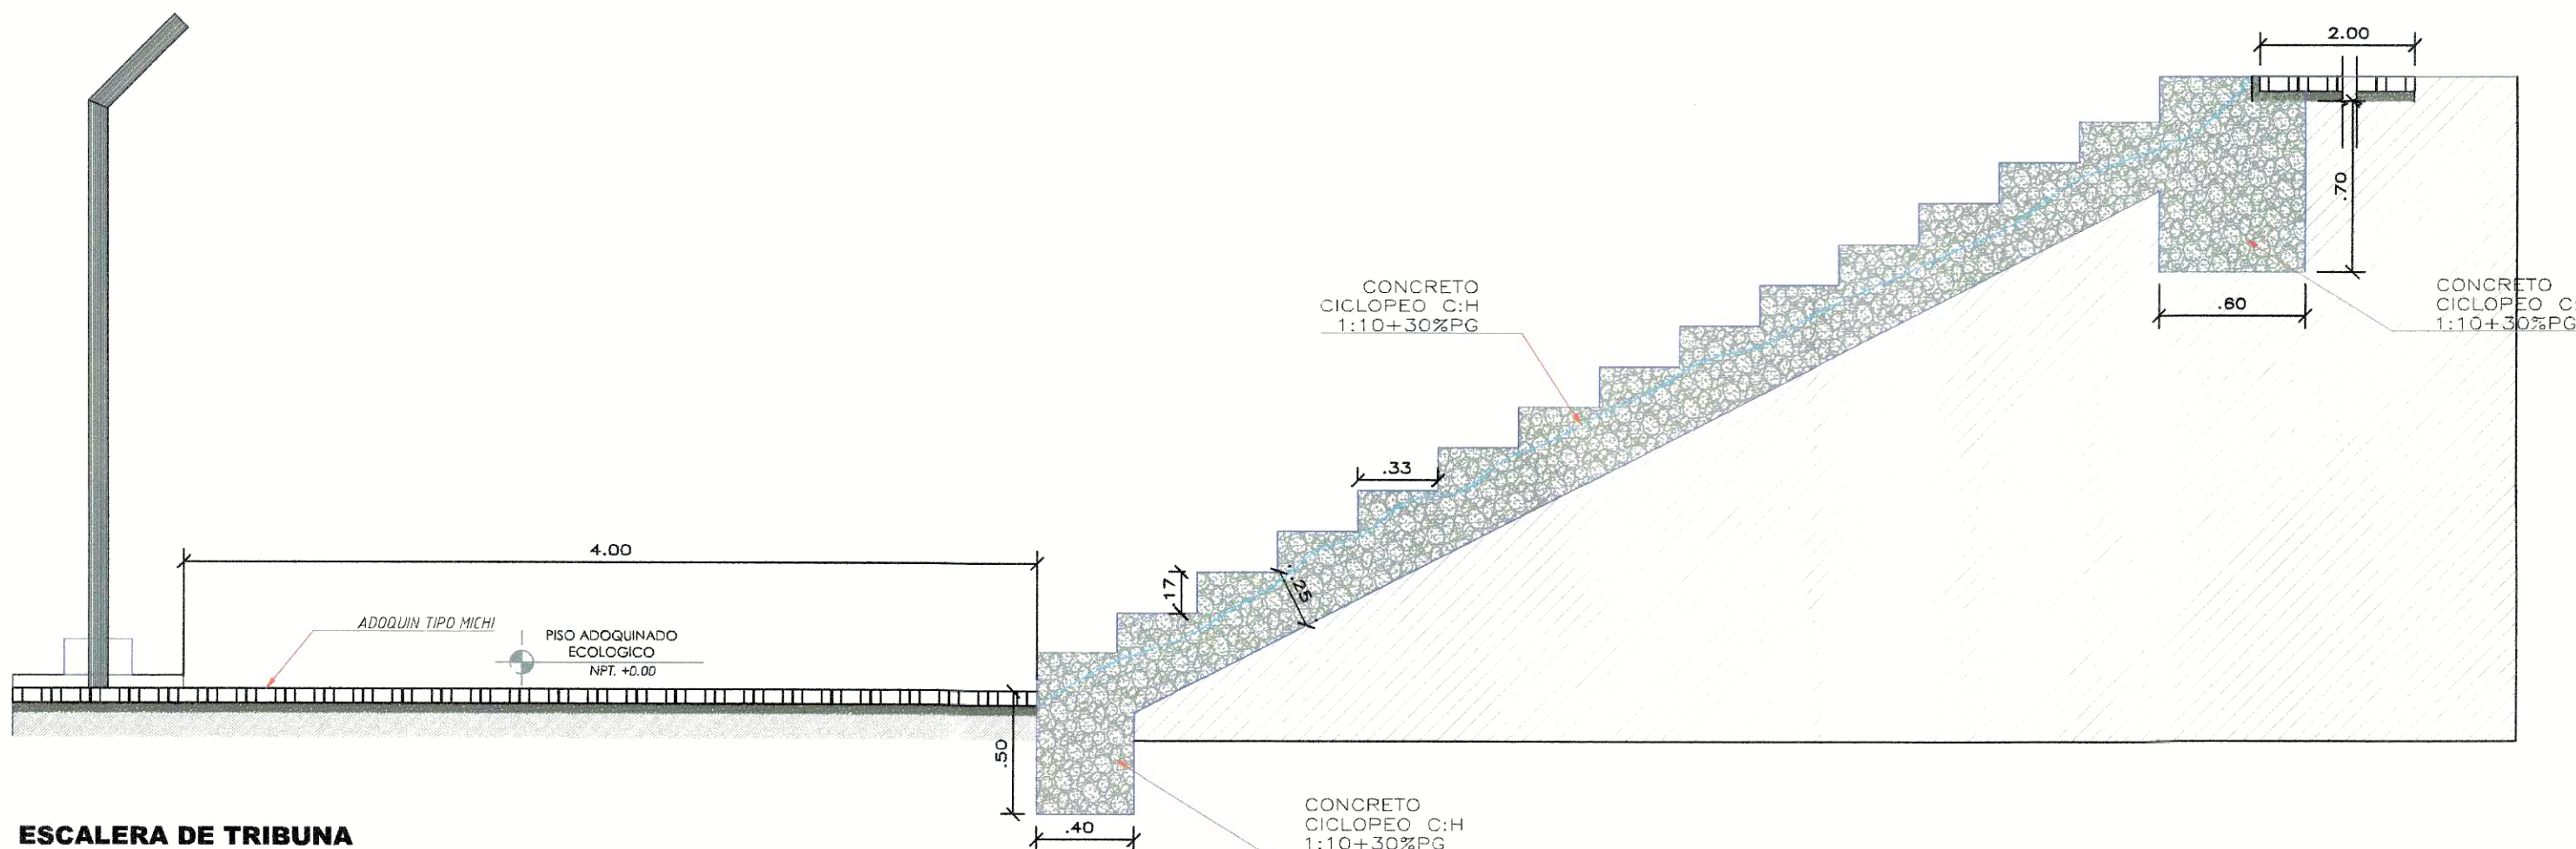 2.00
.70
CONCRETO
CICLOPEO C:H
1:10+30%PG
CONCRETO
CICLOPEO C:
1:10+30%PG
.60
.33
4.00
.17
.25
ADOQUIN TIPO MICHI
PISO ADOQUINADO
ECOLOGICO
NPT. +0.00
.50
.40
CONCRETO
CICLOPEO C:H
1:10+30%PG
ESCALERA DE TRIBUNA